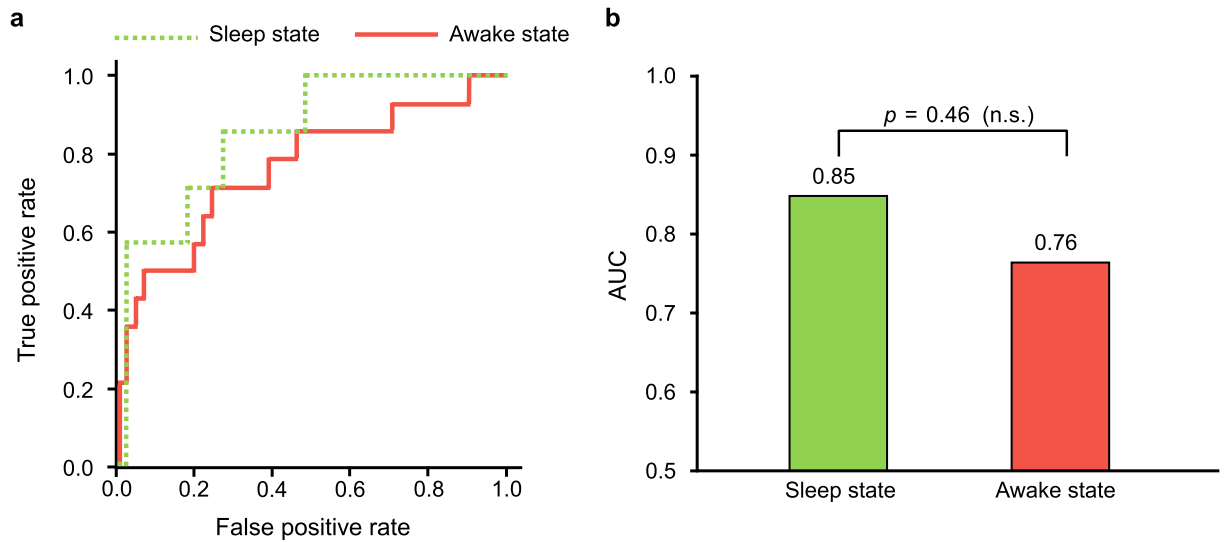 a
Sleep state
Awake state
1.0
0.8
0.6
0.4
0.2
0.0
True positive rate
0.0 0.2 0.4 0.6 0.8 1.0
False positive rate
b
1.0
0.9
0.8
0.7
0.6
0.5
AUC
p = 0.46 (n.s.)
0.85
0.76
Sleep state
Awake state